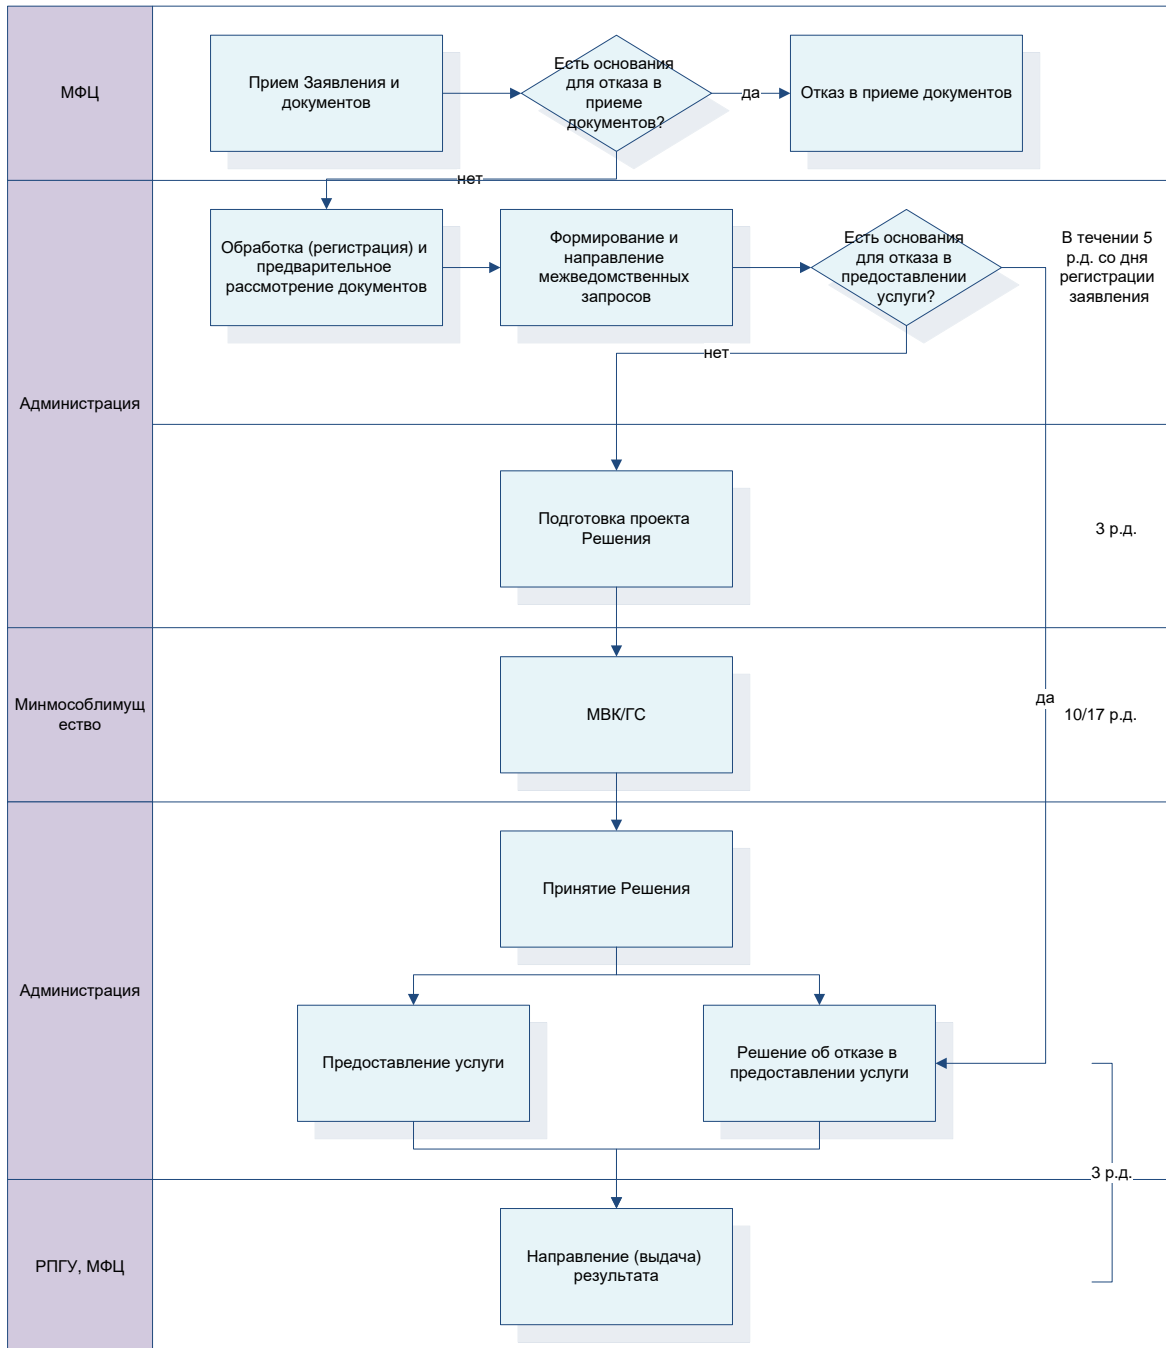 МФЦ
Прием Заявления и
документов
Есть основания
для отказа в
приеме
документов?
да
Отказ в приеме документов
нет
Администрация
Обработка (регистрация) и
предварительное
рассмотрение документов
Формирование и
направление
межведомственных
запросов
Есть основания
для отказа в
предоставлении
услуги?
В течении 5
р.д. со дня
регистрации
заявления
нет
Подготовка проекта
Решения
3 р.д.
Минмособлимущ
ество
МВК/ГС
да
10/17 р.д.
Администрация
Принятие Решения
Предоставление услуги
Решение об отказе в
предоставлении услуги
3 р.д.
РПГУ, МФЦ
Направление (выдача)
результата